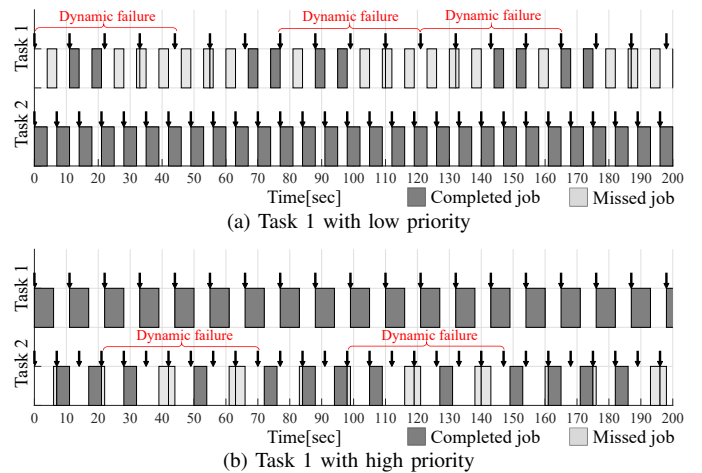 Dynamic failure Dynamic failure Dynamic failure
Task 1
Task 2
0 10 20 30 40 50 60 70 80 90 100 110 120 130 140 150 160 170 180 190 200
Time[sec] Completed job Missed job
(a) Task 1 with low priority
Task 1
Dynamic failure Dynamic failure
Task 2
0 10 20 30 40 50 60 70 80 90 100 110 120 130 140 150 160 170 180 190 200
Time[sec] Completed job Missed job
(b) Task 1 with high priority